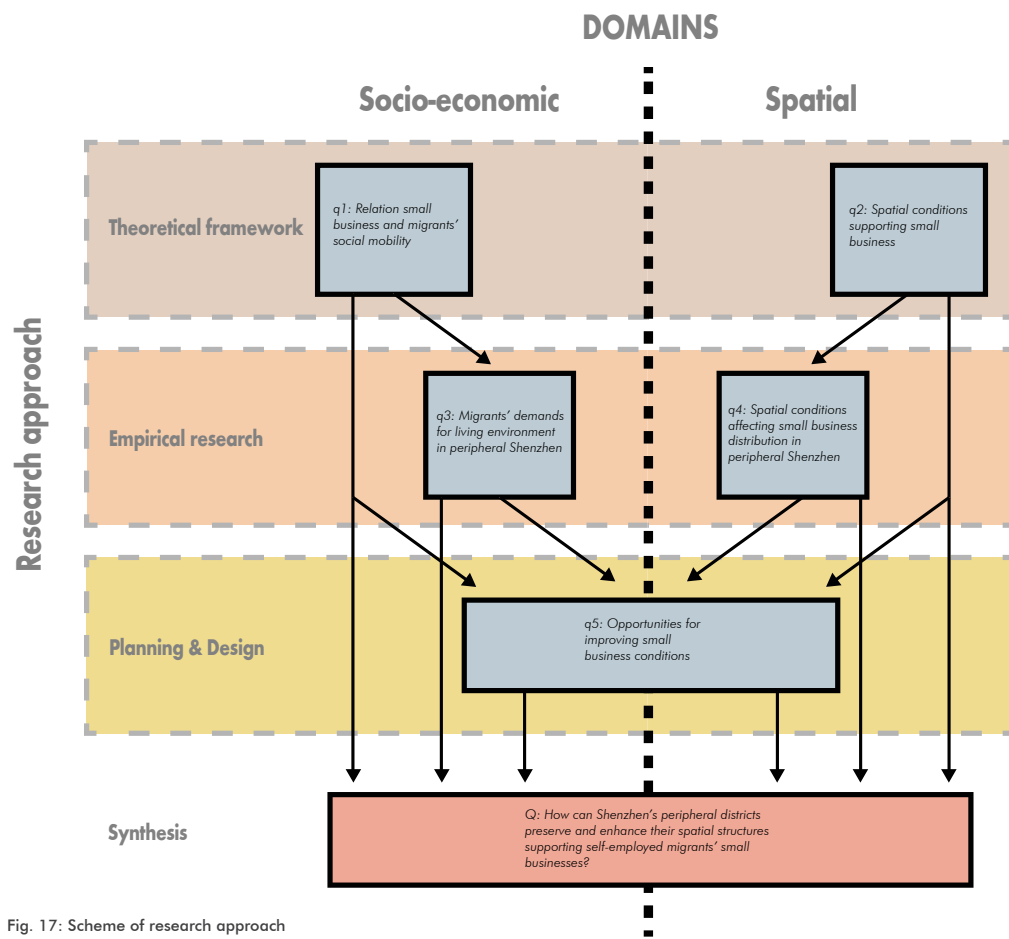 DOMAINS
Socio-economic
Spatial
Research approach
Theoretical framework
q1: Relation small
business and migrants'
social mobility
q2: Spatial conditions
supporting small
business
Empirical research
q3: Migrants' demands
for living environment
in peripheral Shenzhen
q4: Spatial conditions
affecting small business
distribution in
peripheral Shenzhen
Planning & Design
q5: Opportunities for
improving small
business conditions
Synthesis
Q: How can Shenzhen's peripheral districts
preserve and enhance their spatial structures
supporting self-employed migrants' small
businesses?
Fig. 17: Scheme of research approach